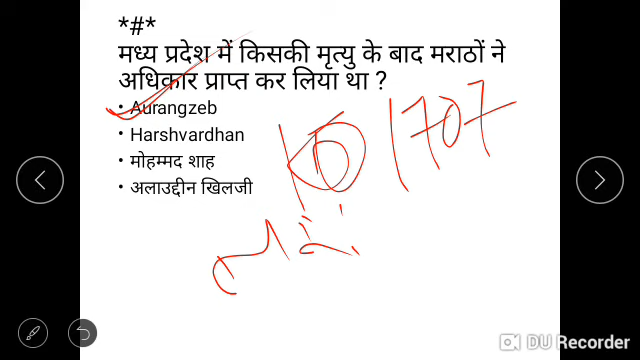 *#*
मध्य प्रदेश में किसकी मृत्यु के बाद मराठों ने
अधिकार प्राप्त कर लिया था ?
• Aurangzeb
• Harshvardhan
• मोहम्मद शाह
• अलाउद्दीन खिलजी
1707
DU Recorder